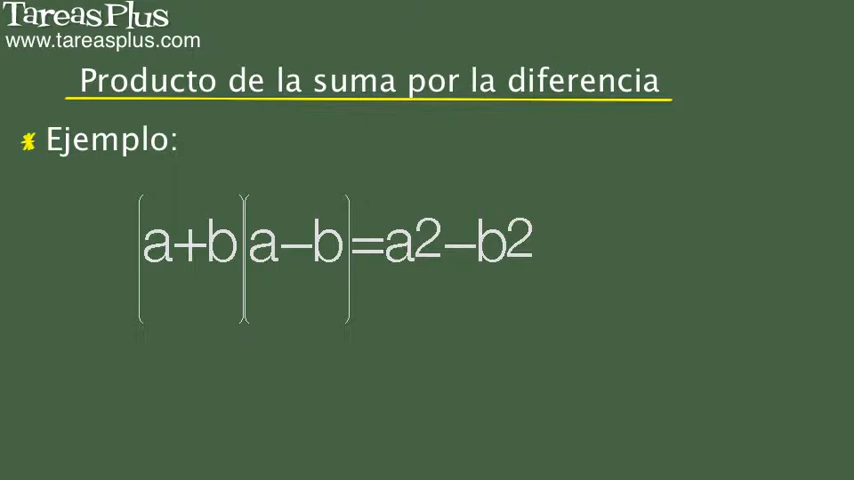 TareasPlus
www.tareasplus.com
Producto de la suma por la diferencia
* Ejemplo:
(a+b)(a−b)=a²−b²